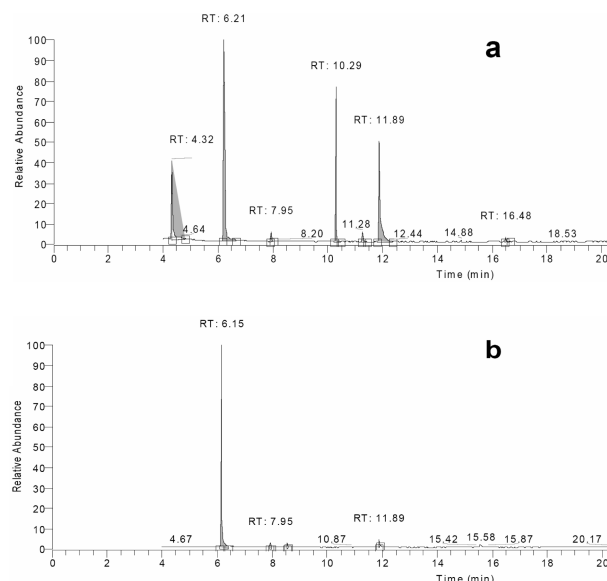 RT: 6.21
a
RT: 10.29
RT: 11.89
RT: 4.32
RT: 7.95
RT: 16.48
4.64
8.20
11.28
12.44
14.88
18.53
100
90
80
70
60
50
40
30
20
10
0
Relative Abundance
0 2 4 6 8 10 12 14 16 18 20
Time (min)
RT: 6.15
b
RT: 7.95
RT: 11.89
4.67
10.87
15.42
15.58
15.87
20.17
100
90
80
70
60
50
40
30
20
10
0
Relative Abundance
0 2 4 6 8 10 12 14 16 18 20
Time (min)